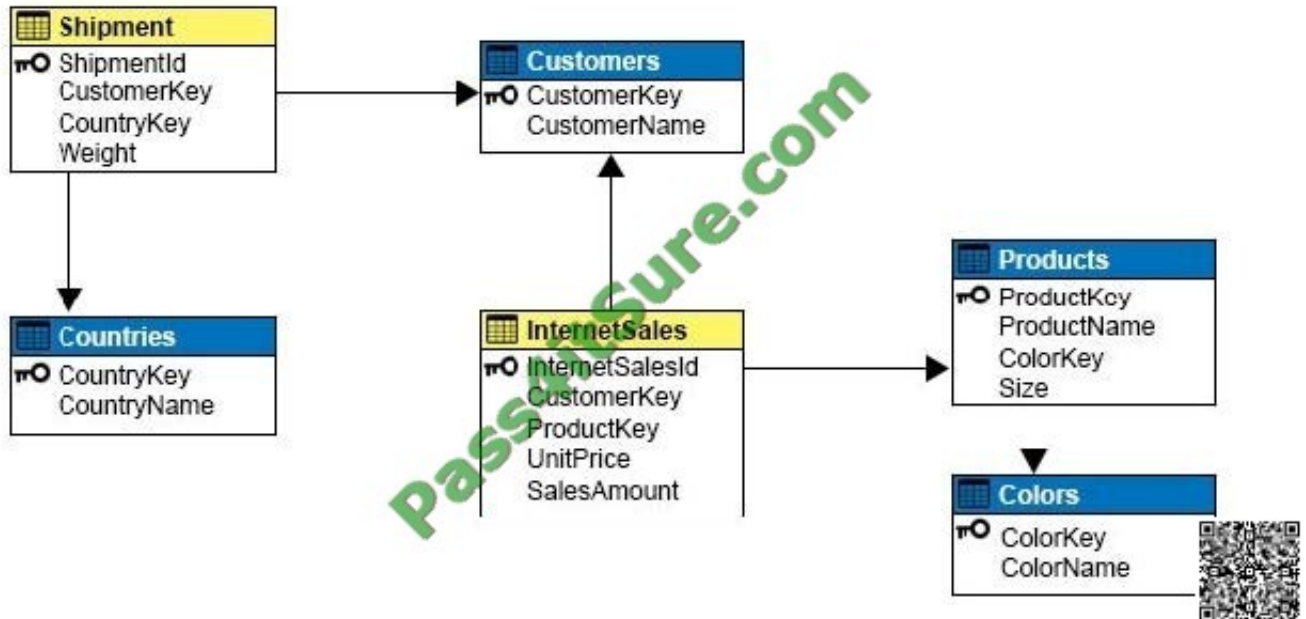 Shipment
ShipmentId
CustomerKey
CountryKey
Weight
Customers
CustomerKey
CustomerName
Countries
CountryKey
CountryName
InternetSales
InternetSalesId
CustomerKey
ProductKey
UnitPrice
SalesAmount
Products
ProductKey
ProductName
ColorKey
Size
Colors
ColorKey
ColorName
Pass4itSure.com